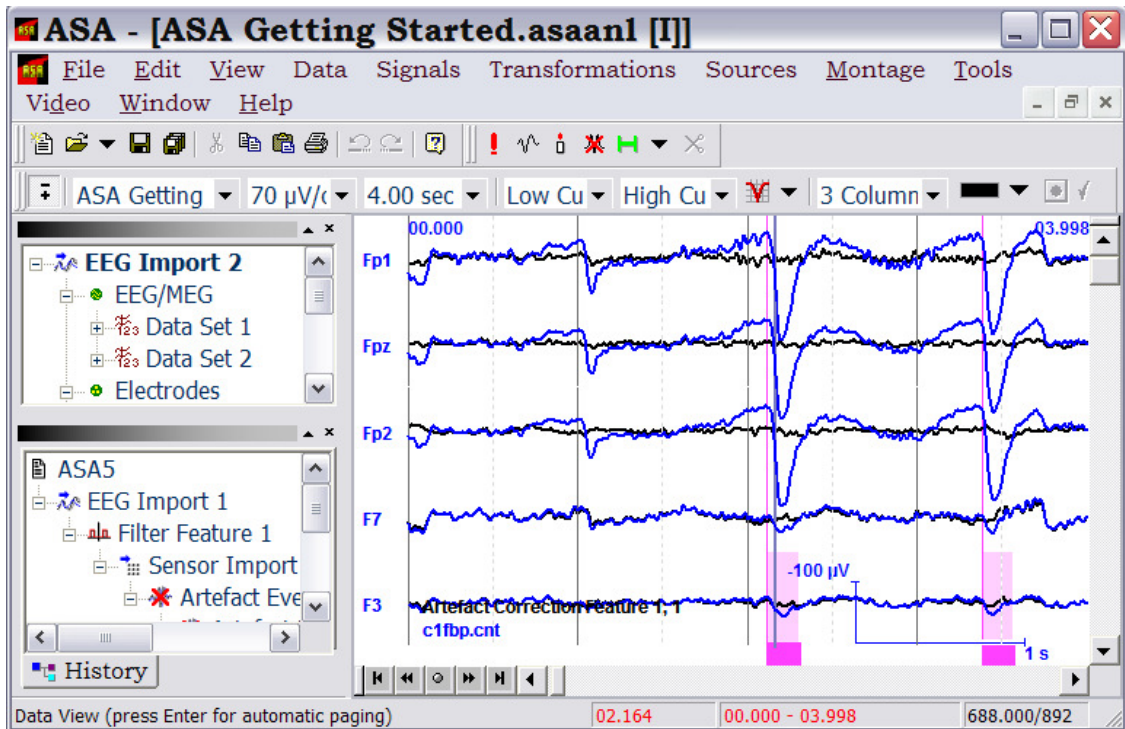 ASA - [ASA Getting Started.asaanl [I]]
File Edit View Data Signals Transformations Sources Montage Tools
Video Window Help
ASA Getting 70 µV/ 4.00 sec Low Cu High Cu 3 Column
EEG Import 2
EEG/MEG
Data Set 1
Data Set 2
Electrodes
ASA5
EEG Import 1
Filter Feature 1
Sensor Import
Artefact Eve
History
00.000 03.998
Fp1
Fpz
Fp2
F7
-100 µV
F3
Artefact Correction Feature 1, 1
c1fbp.cnt
1 s
Data View (press Enter for automatic paging) 02.164 00.000 - 03.998 688.000/892